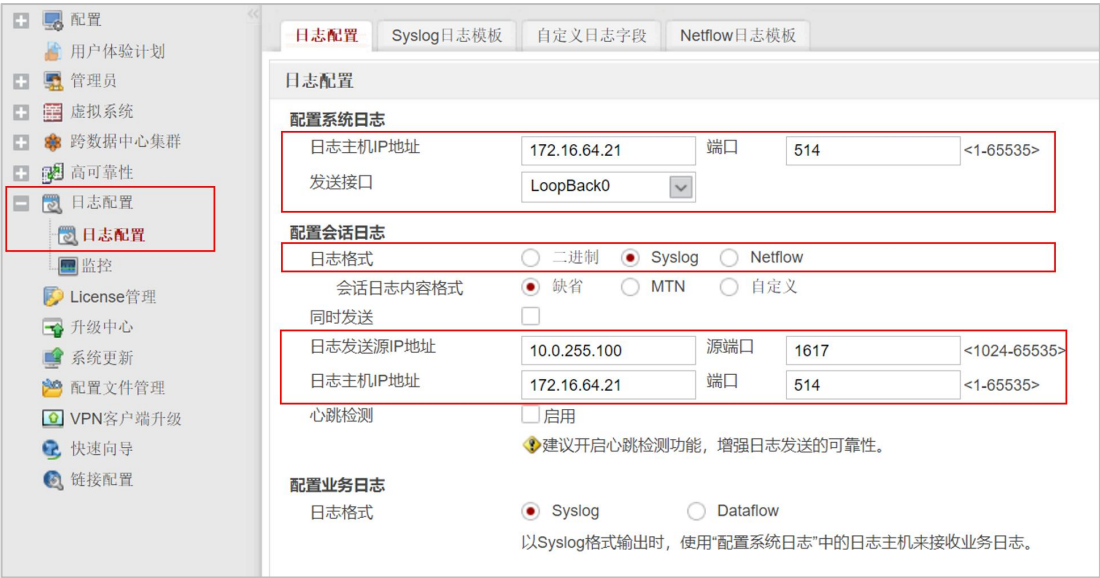 配置
用户体验计划
管理员
虚拟系统
跨数据中心集群
高可靠性
日志配置
日志配置
监控
License管理
升级中心
系统更新
配置文件管理
VPN客户端升级
快速向导
链接配置
日志配置 Syslog日志模板 自定义日志字段 Netflow日志模板
日志配置
配置系统日志
日志主机IP地址 172.16.64.21 端口 514 <1-65535>
发送接口 LoopBack0
配置会话日志
日志格式 二进制 Syslog Netflow
会话日志内容格式 缺省 MTN 自定义
同时发送
日志发送源IP地址 10.0.255.100 源端口 1617 <1024-65535>
日志主机IP地址 172.16.64.21 端口 514 <1-65535>
心跳检测 启用
建议开启心跳检测功能，增强日志发送的可靠性。
配置业务日志
日志格式 Syslog Dataflow
以Syslog格式输出时，使用“配置系统日志”中的日志主机来接收业务日志。